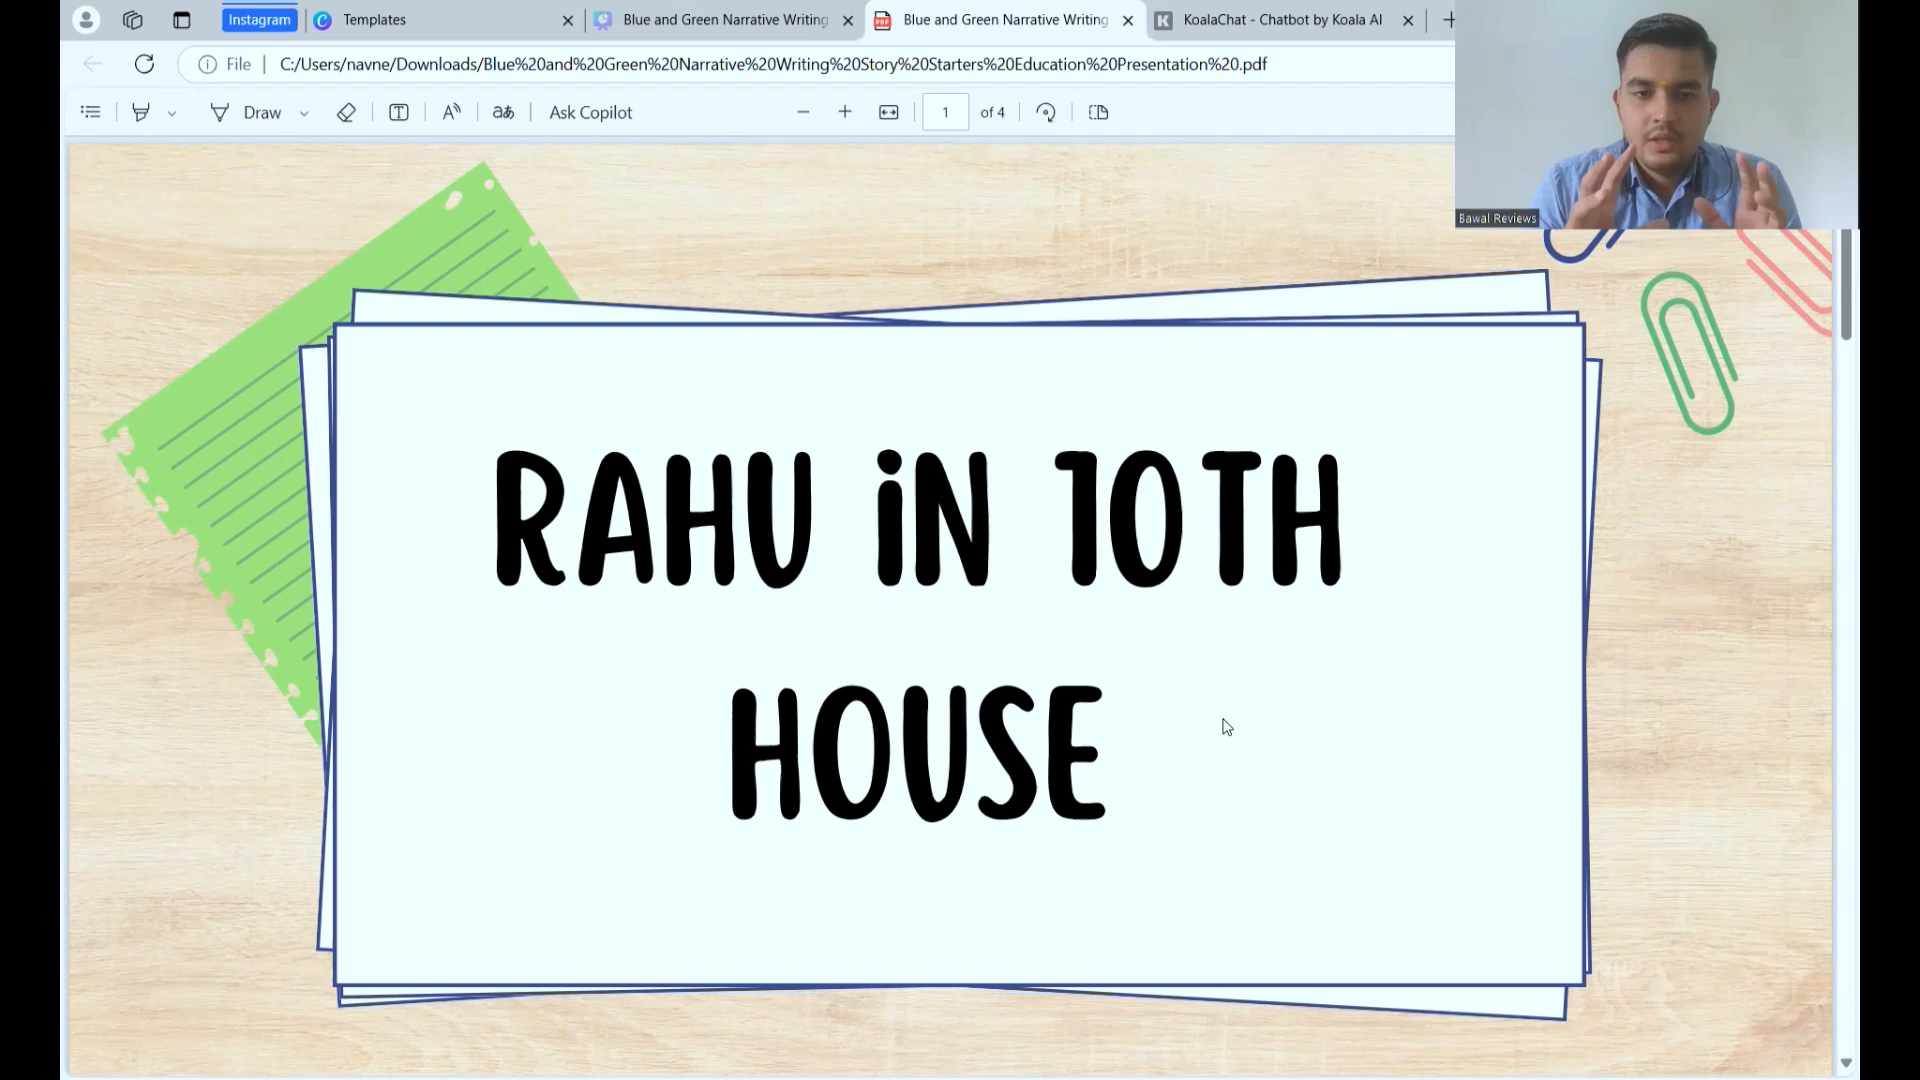 Instagram
Templates
Blue and Green Narrative Writing
Blue and Green Narrative Writing
KoalaChat - Chatbot by Koala AI
File
C:/Users/navne/Downloads/Blue%20and%20Green%20Narrative%20Writing%20Story%20Starters%20Education%20Presentation%20.pdf
Draw
aあ
Ask Copilot
1 of 4
Bawal Reviews
RAHU iN 10TH
HOUSE